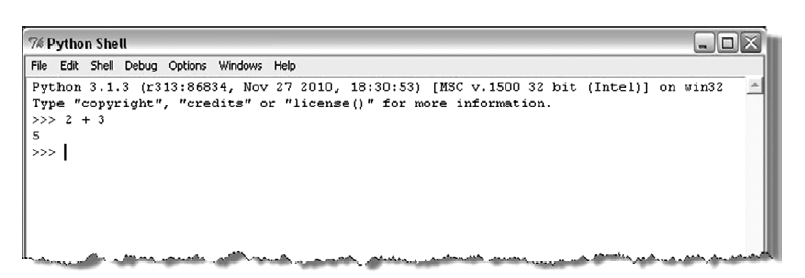 Python Shell
File Edit Shell Debug Options Windows Help
Python 3.1.3 (r313:86834, Nov 27 2010, 18:30:53) [MSC v.1500 32 bit (Intel)] on win32
Type "copyright", "credits" or "license()" for more information.
>>> 2 + 3
5
>>>